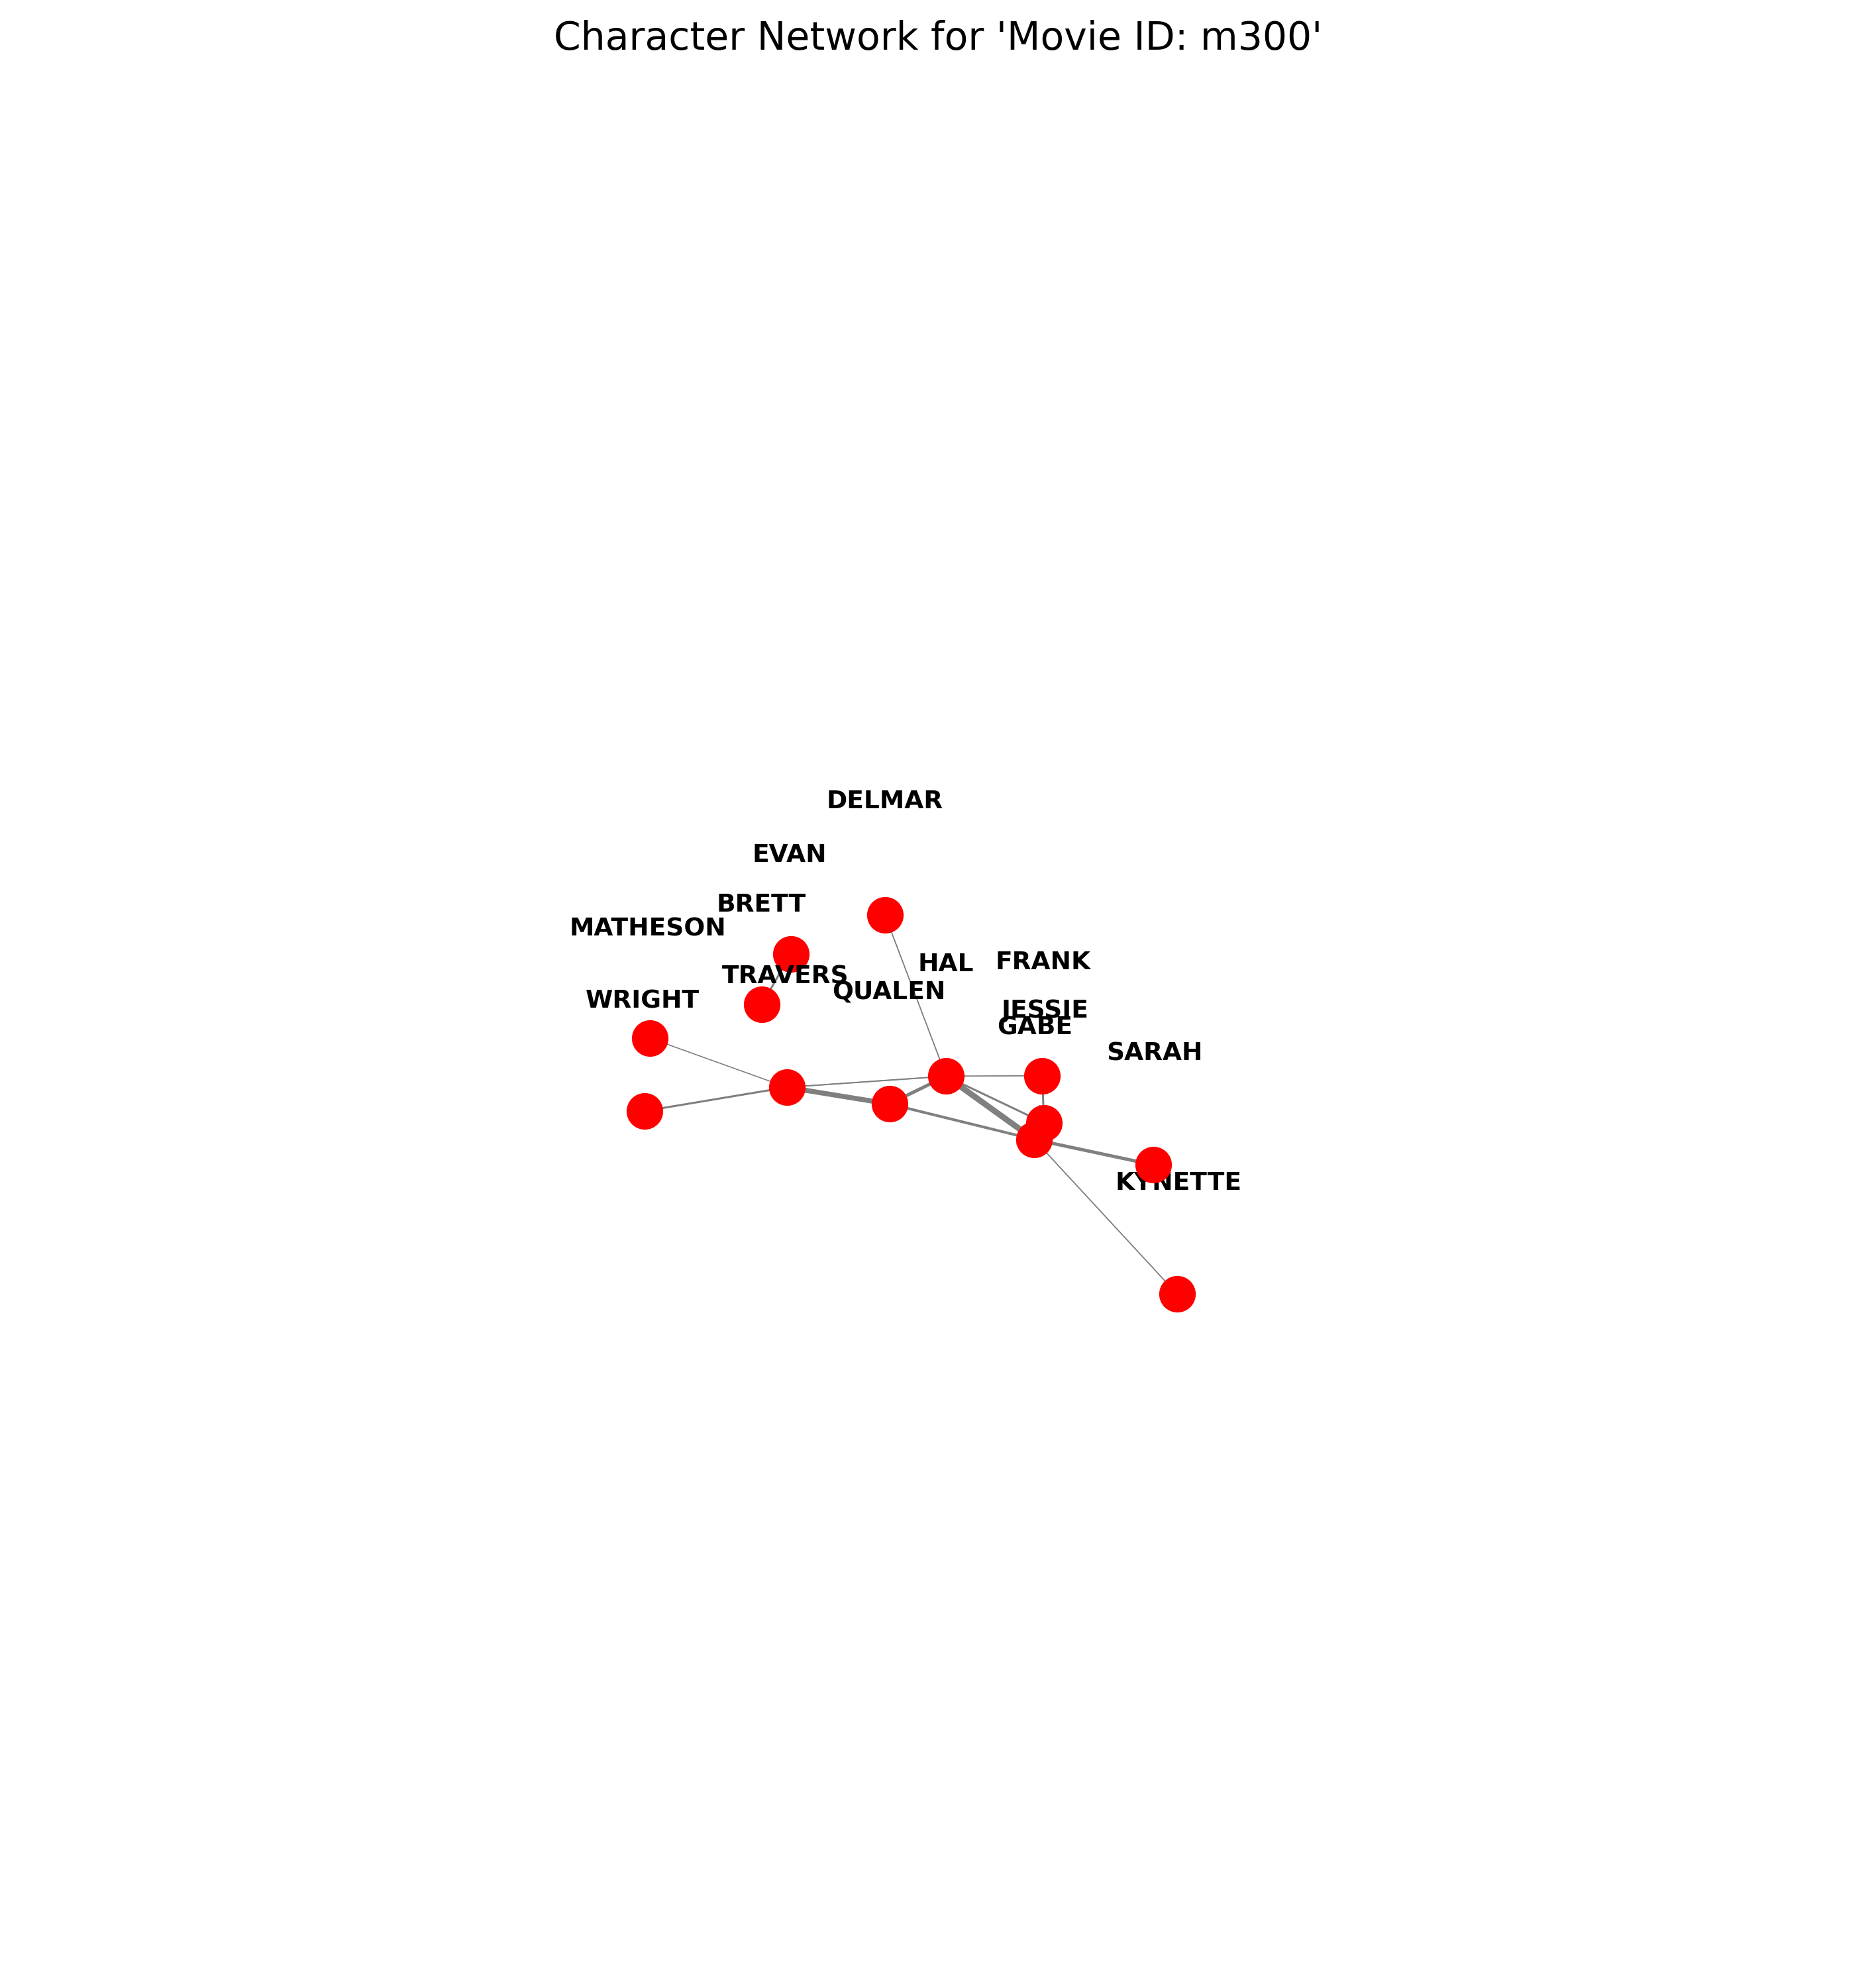 Character Network for 'Movie ID: m300'
DELMAR
EVAN
BRETT
MATHESON
HAL
FRANK
TRAVERS
QUALEN
WRIGHT
JESSIE
GABE
SARAH
KYNETTE